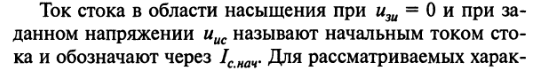 Ток стока в области насыщения при u_зи = 0 и при за-
данном напряжении u_ис называют начальным током сто-
ка и обозначают через I_с.нач. Для рассматриваемых харак-